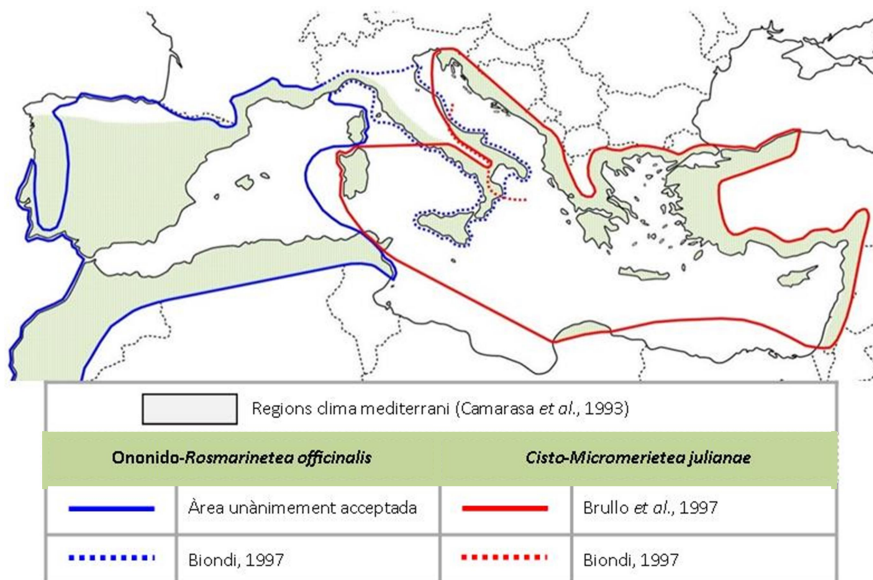 Regions clima mediterrani (Camarasa et al., 1993)
Ononido-Rosmarinetea officinalis
Cisto-Micromerietea julianae
Àrea unànimement acceptada
Brullo et al., 1997
Biondi, 1997
Biondi, 1997